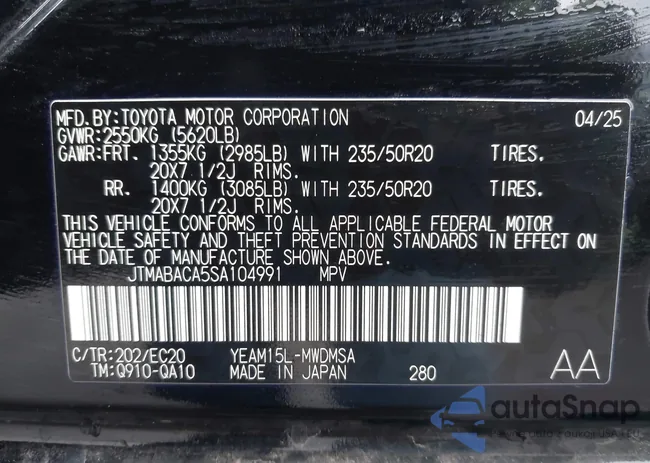 MFD.BY:TOYOTA MOTOR CORPORATION 04/25
GVWR:2550KG (5620LB)
GAWR:FRT. 1355KG (2985LB) WITH 235/50R20 TIRES.
20X7 1/2J RIMS.
RR. 1400KG (3085LB) WITH 235/50R20 TIRES.
20X7 1/2J RIMS.
THIS VEHICLE CONFORMS TO ALL APPLICABLE FEDERAL MOTOR
VEHICLE SAFETY AND THEFT PREVENTION STANDARDS IN EFFECT ON
THE DATE OF MANUFACTURE SHOWN ABOVE.
JTMABACA5SA104991 MPV
C/TR:202/EC20 YEAM15L-MWDMSA
TM:Q910-QA10 MADE IN JAPAN 280 AA
autaSnap